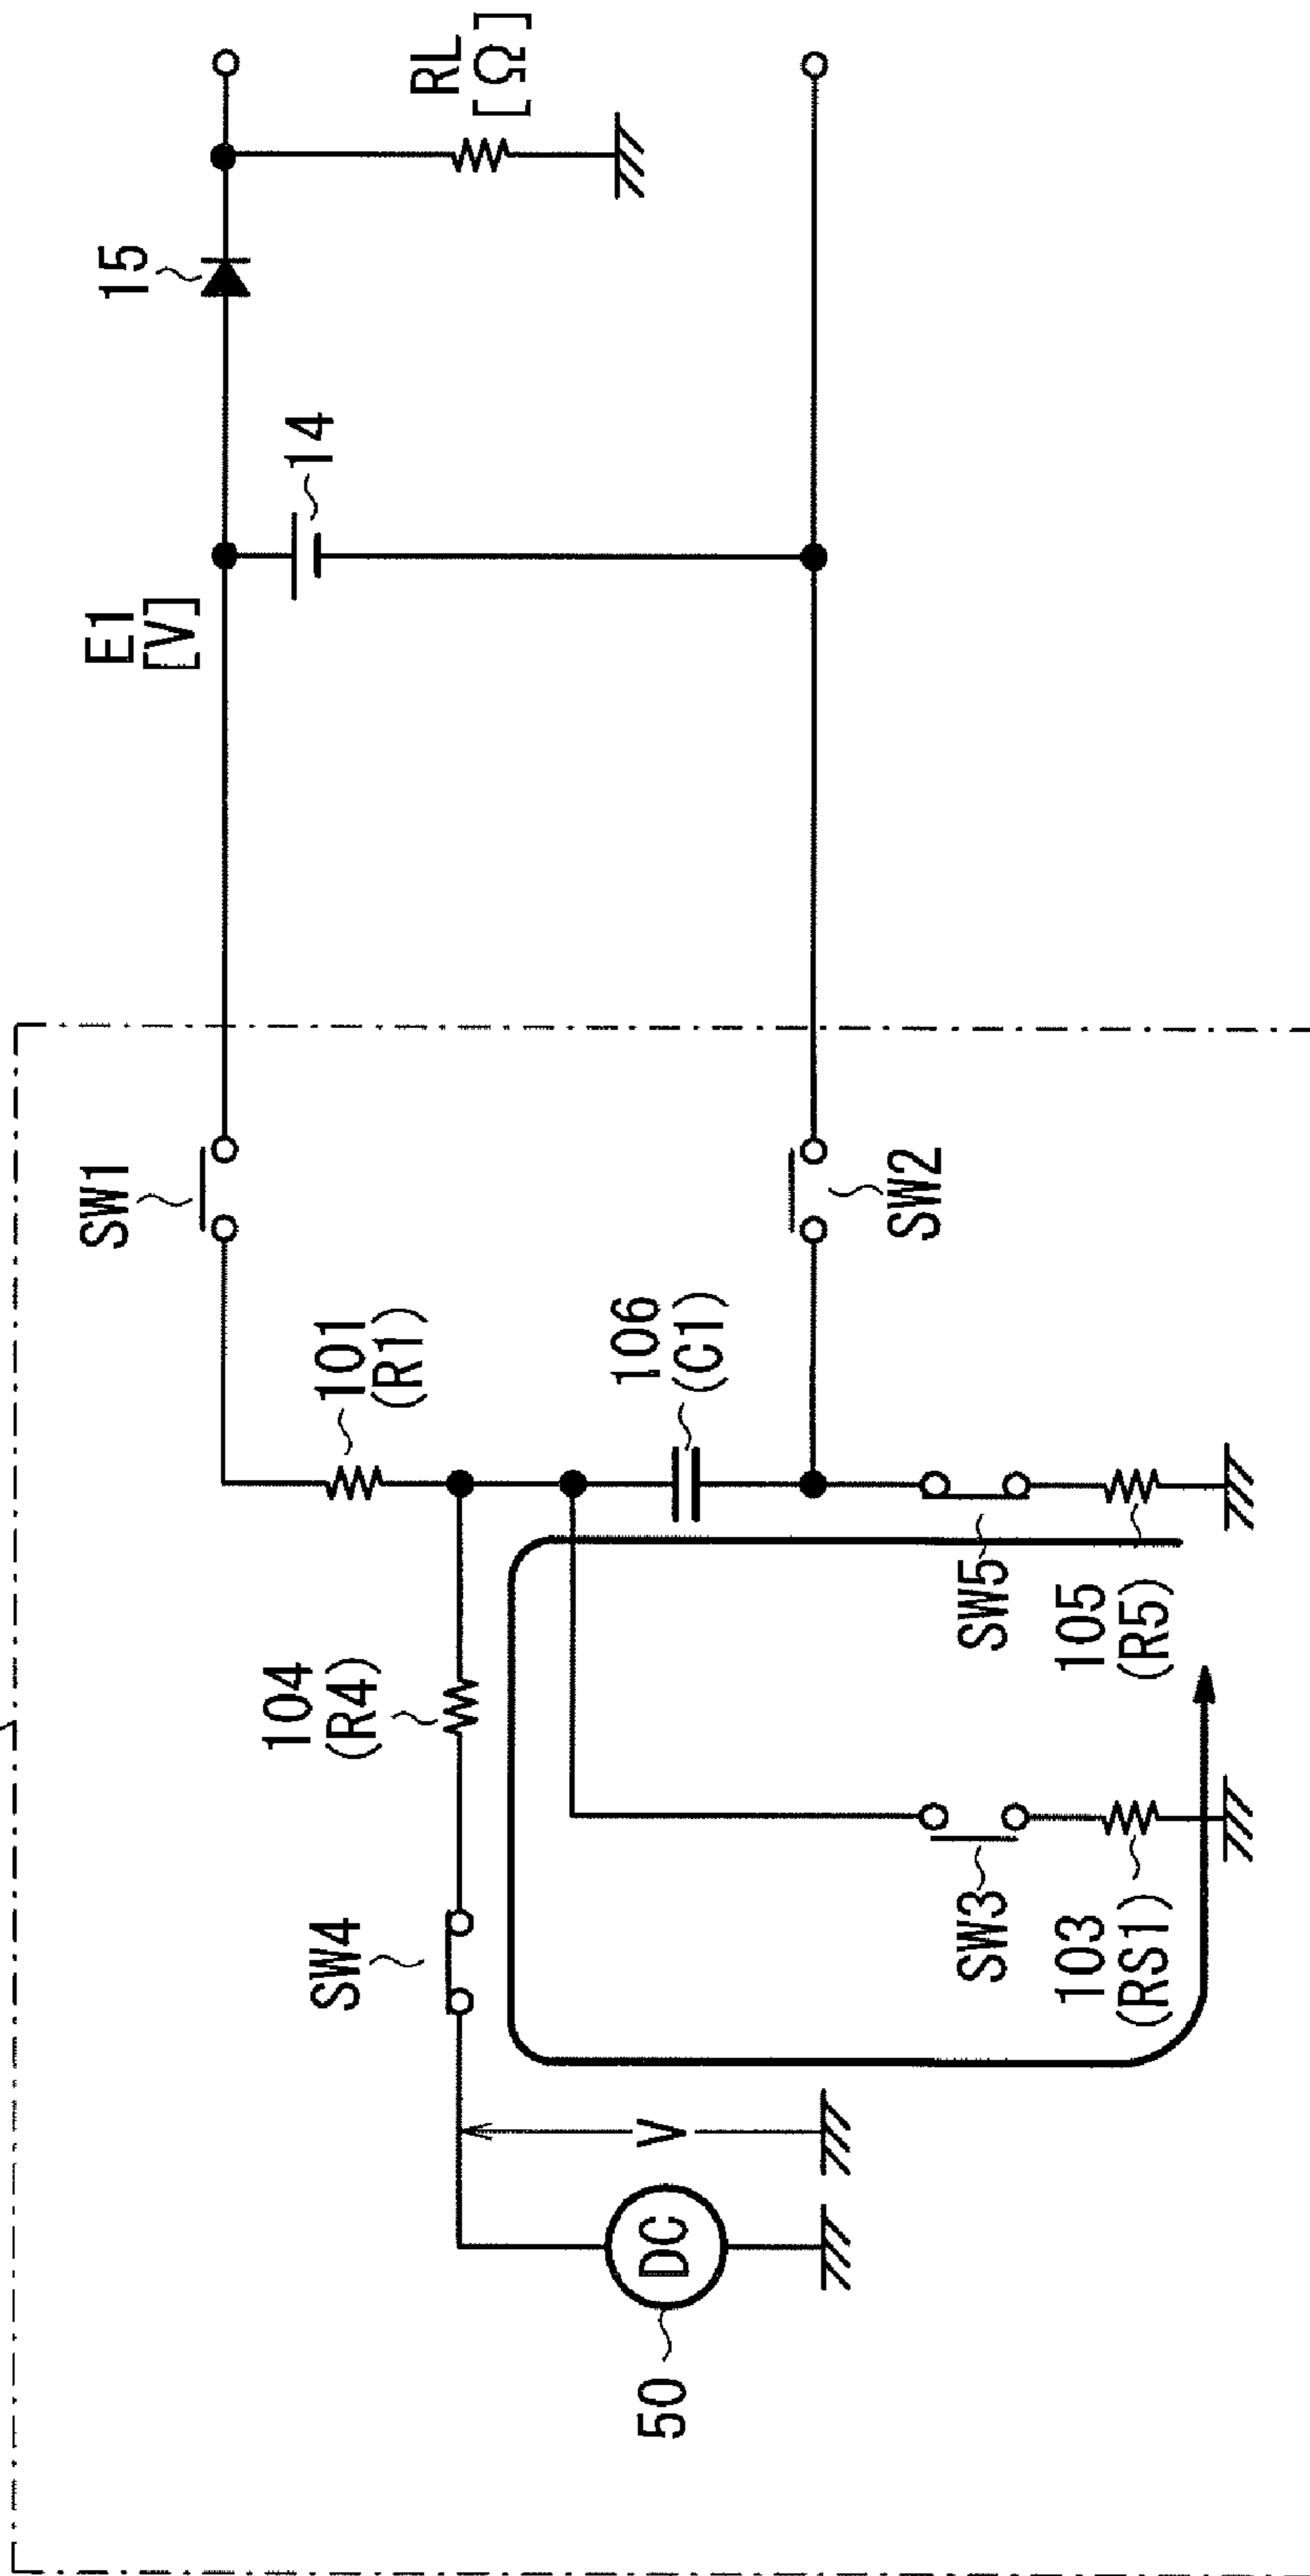 RL
[Ω]
15
14
E1
[V]
SW1
SW2
101
(R1)
106
(C1)
104
(R4)
SW5
105
(R5)
SW4
SW3
103
(RS1)
V
DC
50